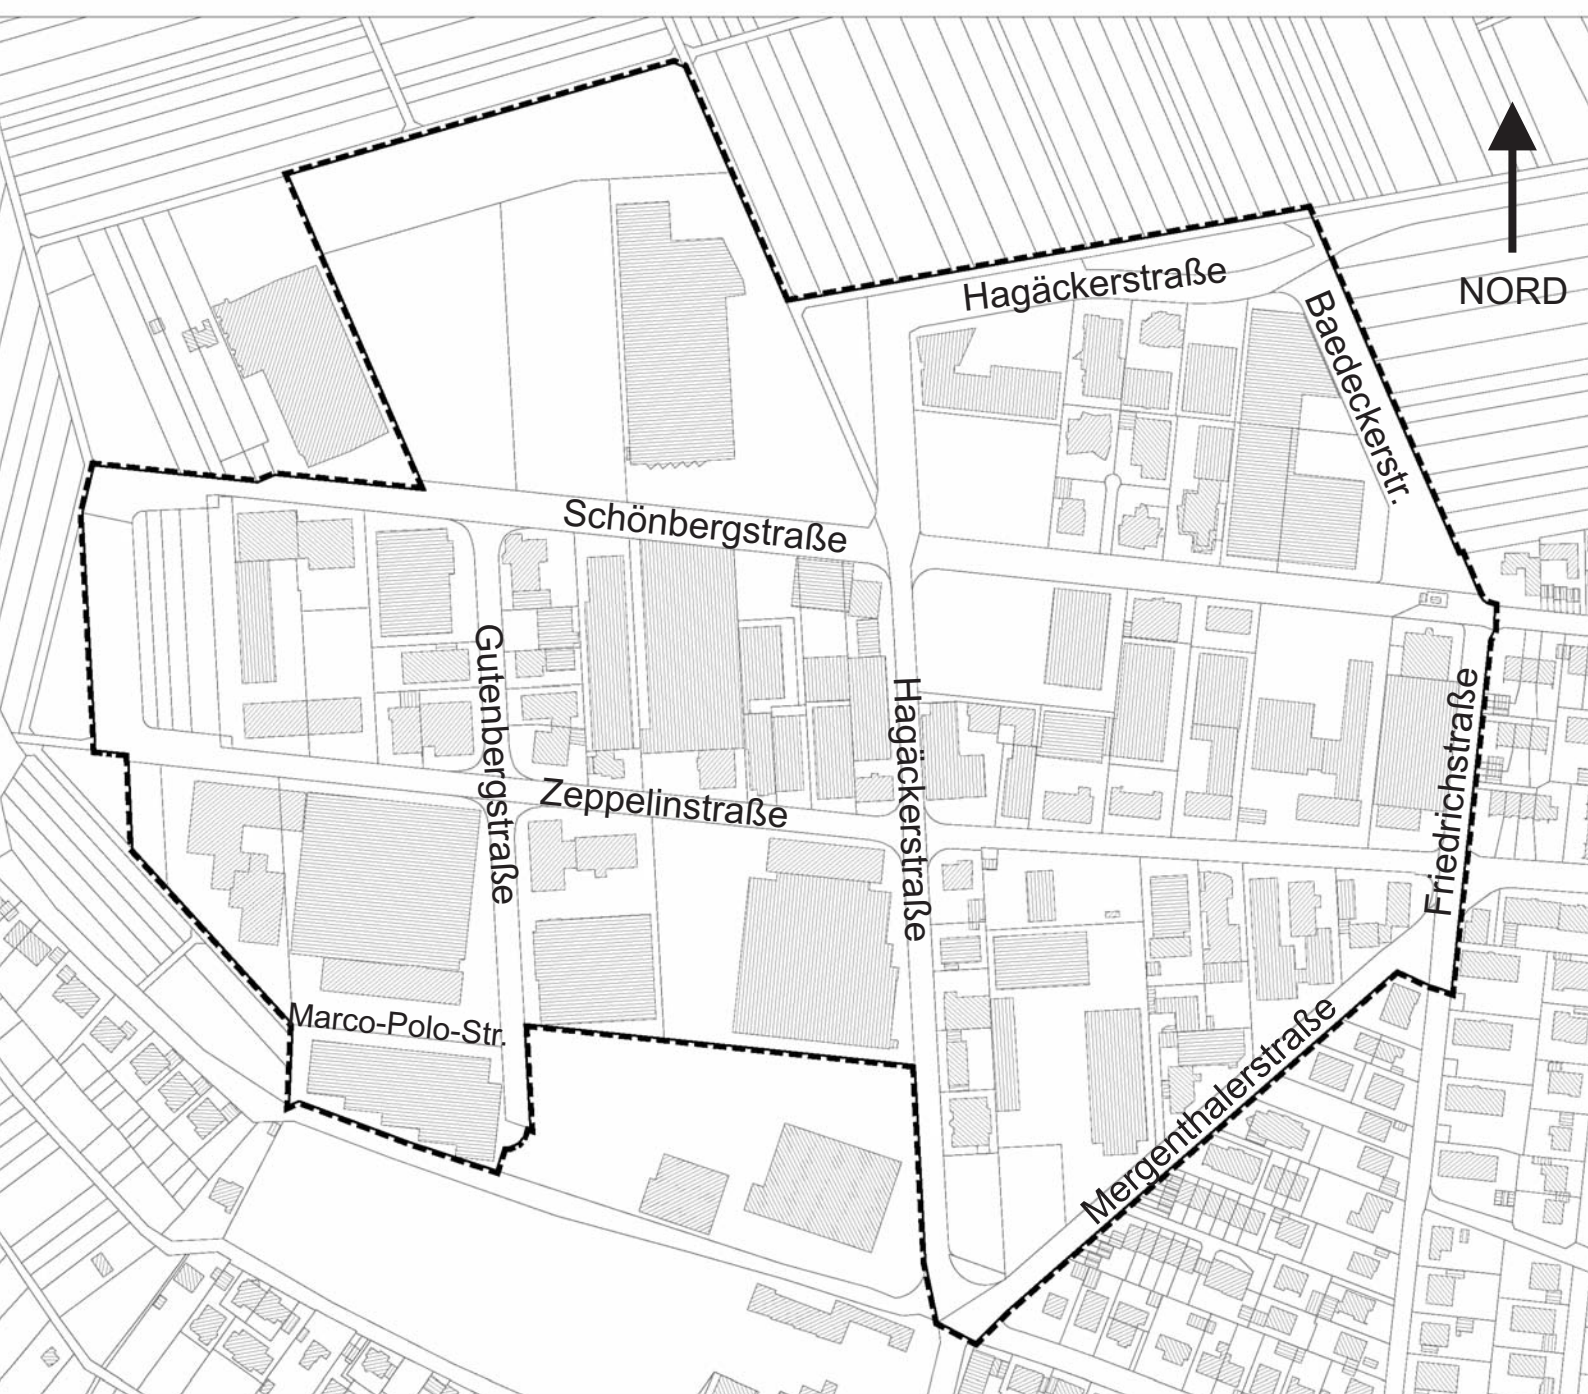 Hagäckerstraße
NORD
Baedeckerstr.
Schönbergstraße
Gutenbergstraße
Hagäckerstraße
Friedrichstraße
Zeppelinstraße
Marco-Polo-Str.
Mergenthalerstraße